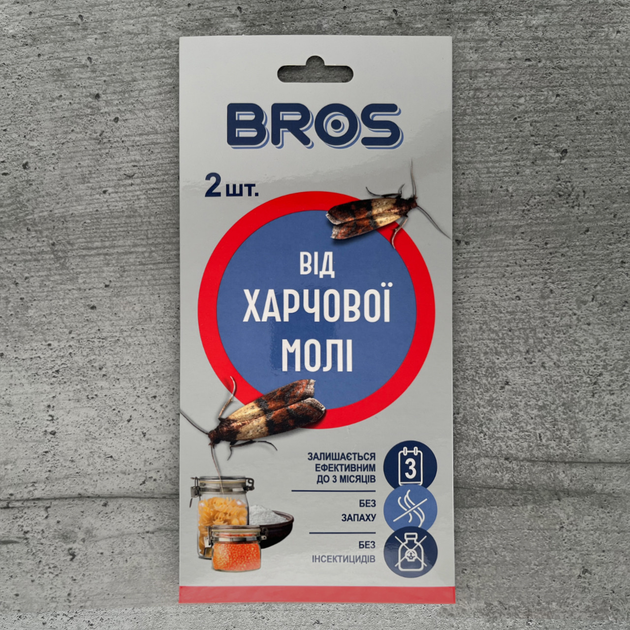 BROS
2 шт.
ВІД
ХАРЧОВОЇ
МОЛІ
ЗАЛИШАЄТЬСЯ
ЕФЕКТИВНИМ
ДО 3 МІСЯЦІВ
3
БЕЗ
ЗАПАХУ
БЕЗ
ІНСЕКТИЦИДІВ